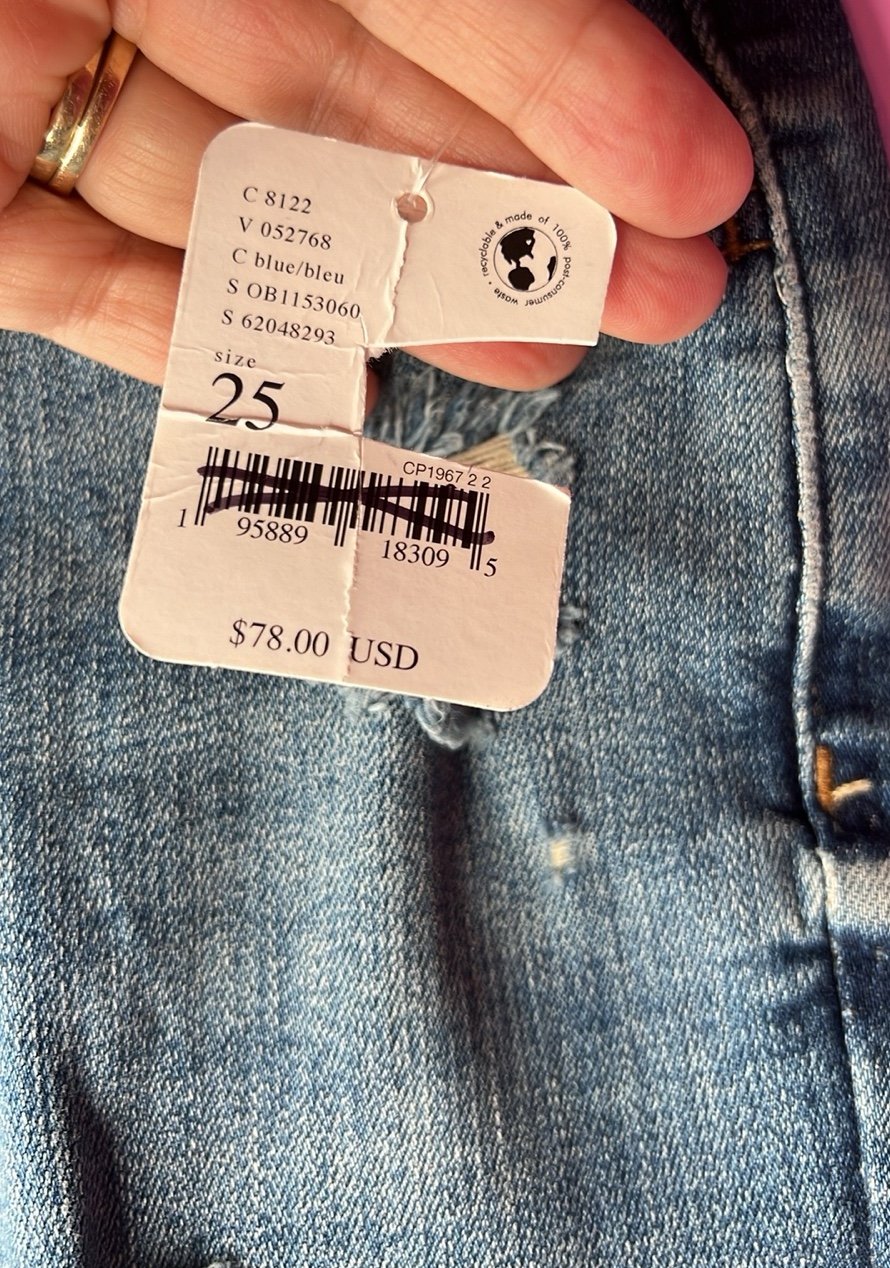 C 8122
V 052768
C blue/bleu
S OB1153060
S 62048293
size
25
recyclable & made of 100% post-consumer waste •
CP1967 2 2
1 95889 18309 5
$78.00 USD